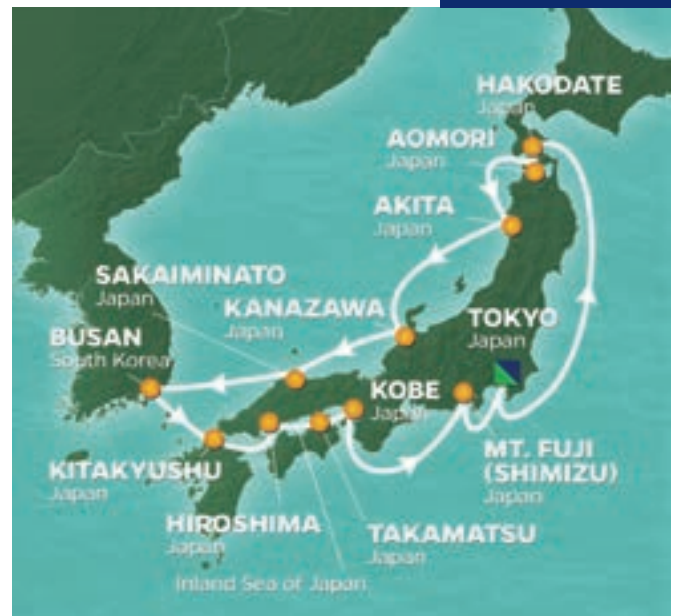 HAKODATE
Japan
AOMORI
Japan
AKITA
Japan
SAKAIMINATO
Japan
KANAZAWA
Japan
TOKYO
Japan
BUSAN
South Korea
KOBE
Japan
MT. FUJI
(SHIMIZU)
Japan
KITAKYUSHU
Japan
HIROSHIMA
Japan
TAKAMATSU
Japan
Inland Sea of Japan